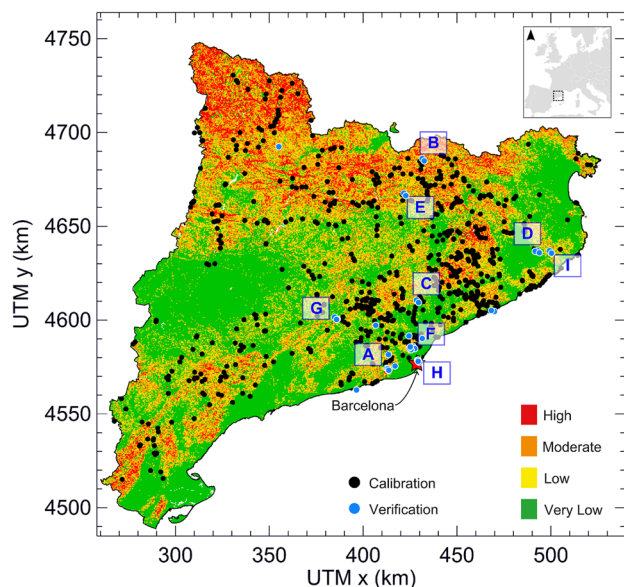 4750
4700
4650
4600
4550
4500
UTM y (km)
B
E
D
I
C
G
F
A
H
Barcelona
High
Moderate
Low
Very Low
Calibration
Verification
300
350
400
450
500
UTM x (km)